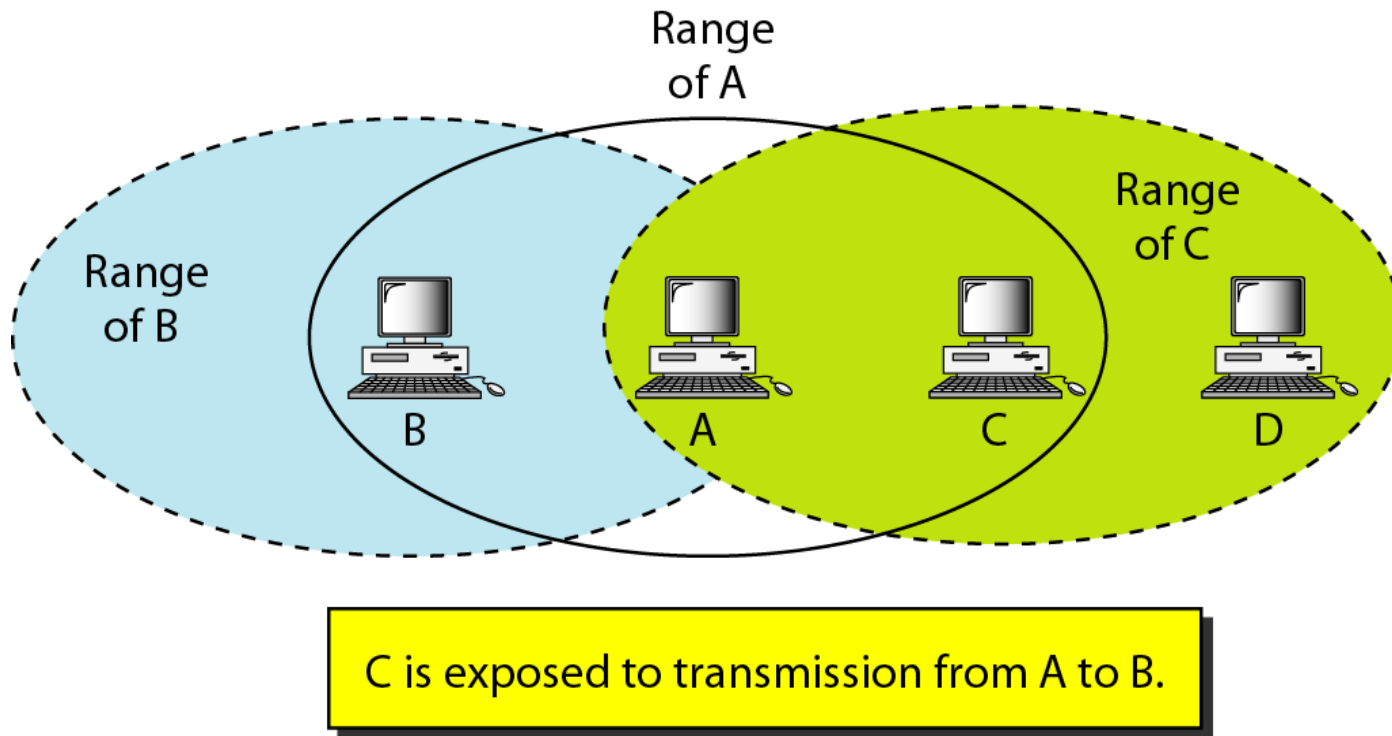 Range
of A
Range
of C
Range
of B
B
A
C
D
C is exposed to transmission from A to B.